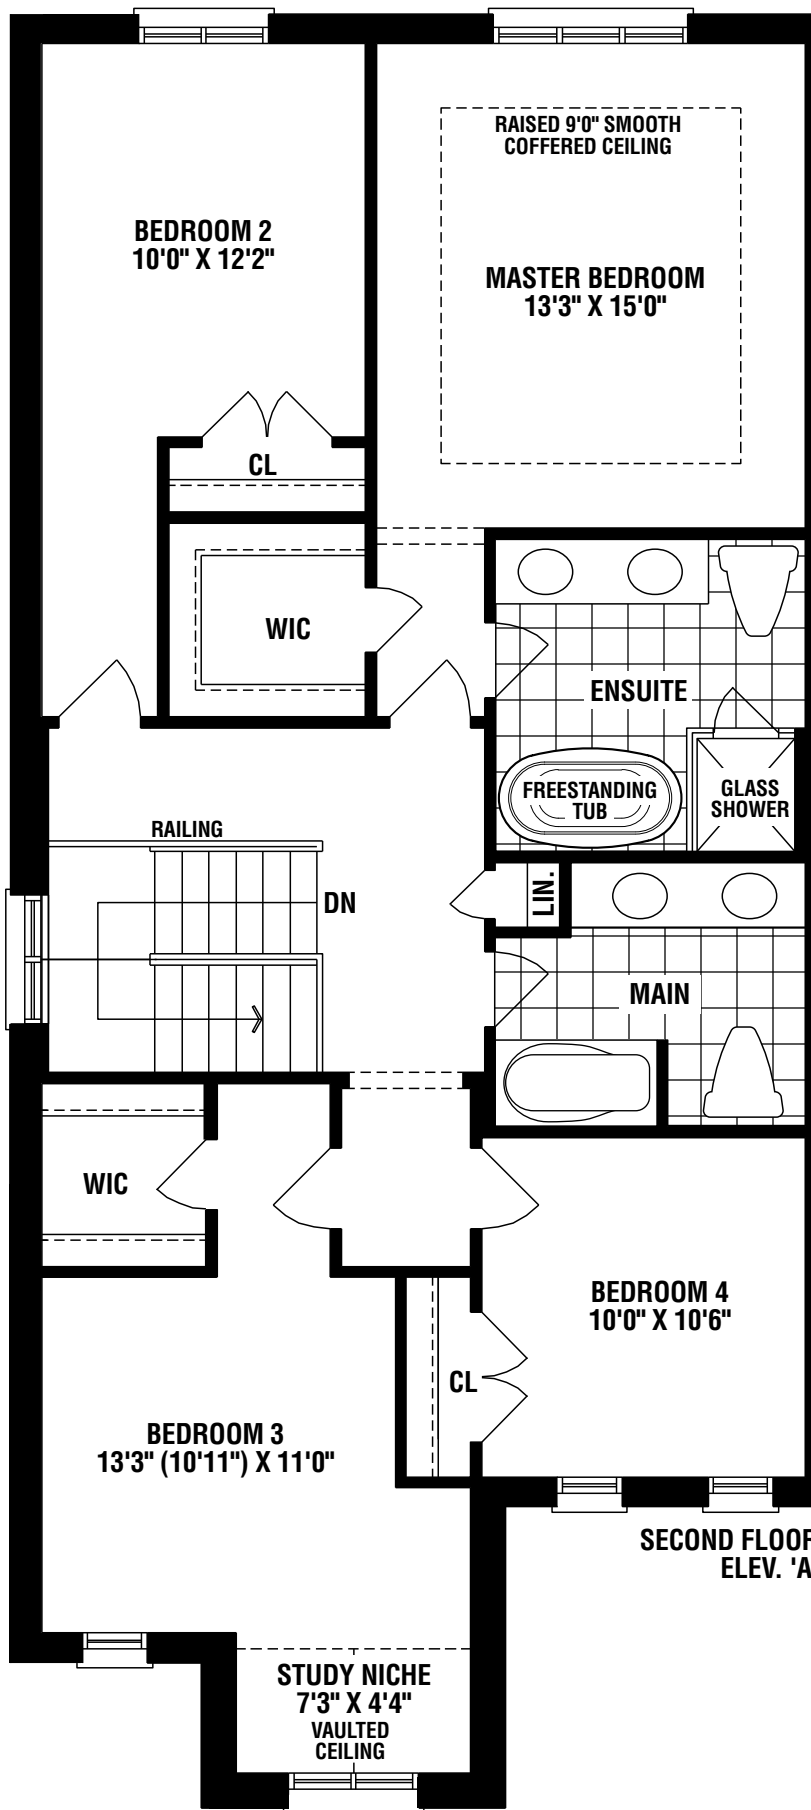 RAISED 9'0" SMOOTH
COFFERED CEILING
BEDROOM 2
10'0" X 12'2"
MASTER BEDROOM
13'3" X 15'0"
CL
WIC
ENSUITE
FREESTANDING
TUB
GLASS
SHOWER
RAILING
DN
LIN.
MAIN
WIC
BEDROOM 4
10'0" X 10'6"
CL
BEDROOM 3
13'3" (10'11") X 11'0"
SECOND FLOOR
ELEV. 'A
STUDY NICHE
7'3" X 4'4"
VAULTED
CEILING